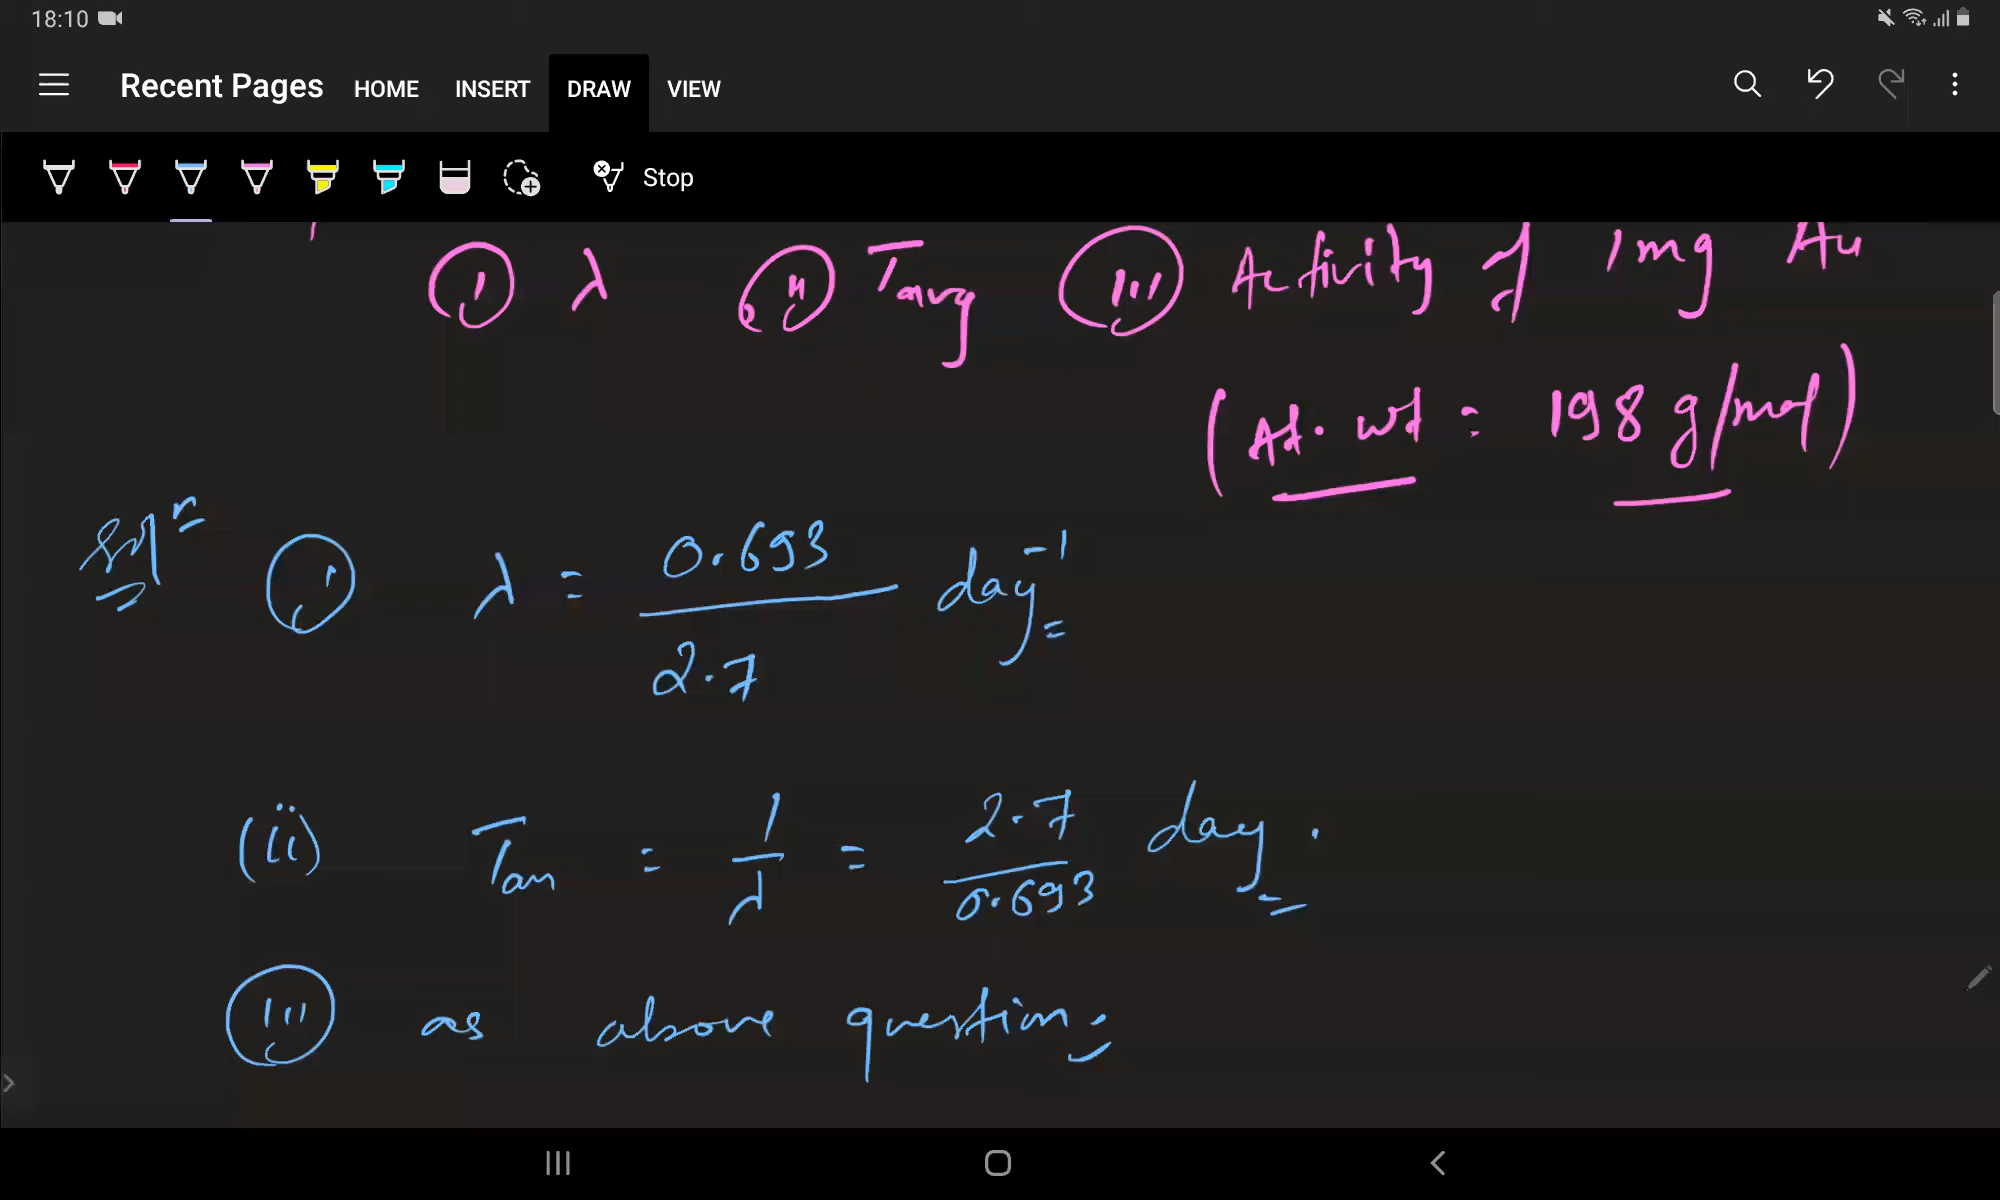 18:10
Recent Pages HOME INSERT DRAW VIEW
Stop
(i) λ (ii) Tavg (iii) Activity of 1mg Au
(At. wt = 198 g/mol)
Solⁿ (i) λ = 0.693 / 2.7 day⁻¹
(ii) Tav = 1/λ = 2.7 / 0.693 day.
(iii) as above question.